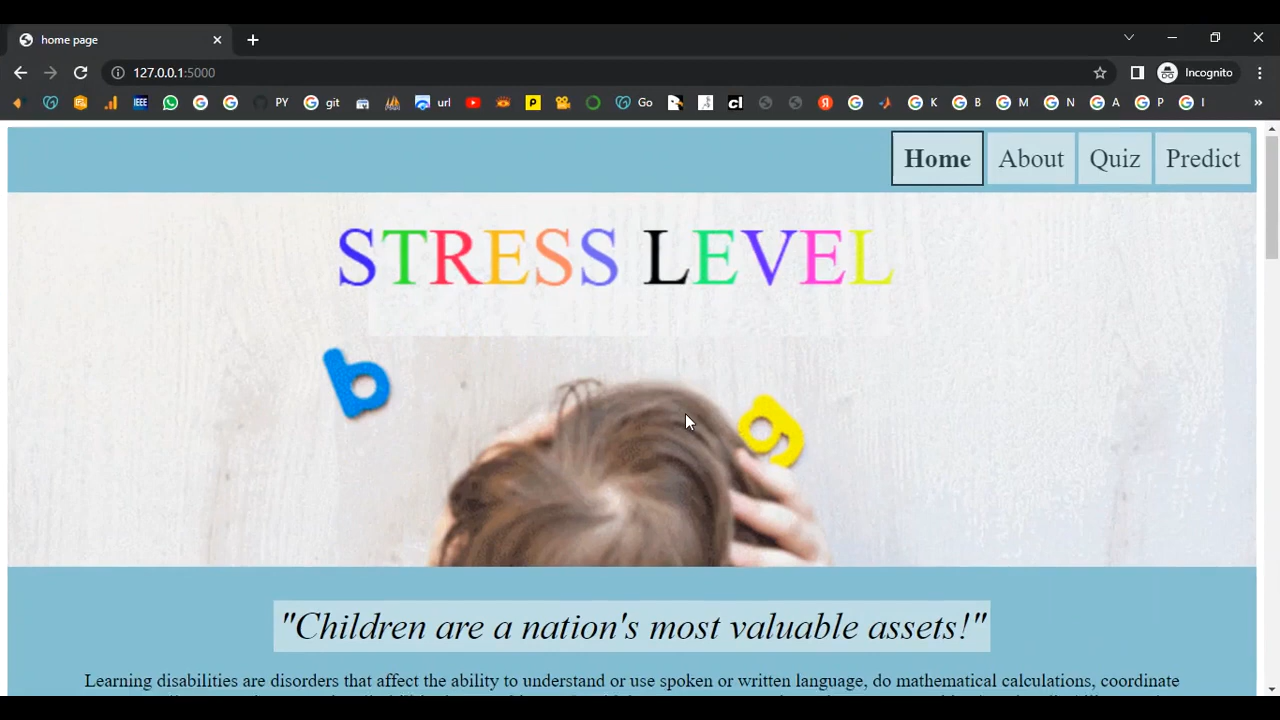 home page
127.0.0.1:5000
Incognito
IEEE
PY
git
url
Go
K
B
M
N
A
P
I
Home
About
Quiz
Predict
STRESS LEVEL
b
g
"Children are a nation's most valuable assets!"
Learning disabilities are disorders that affect the ability to understand or use spoken or written language, do mathematical calculations, coordinate